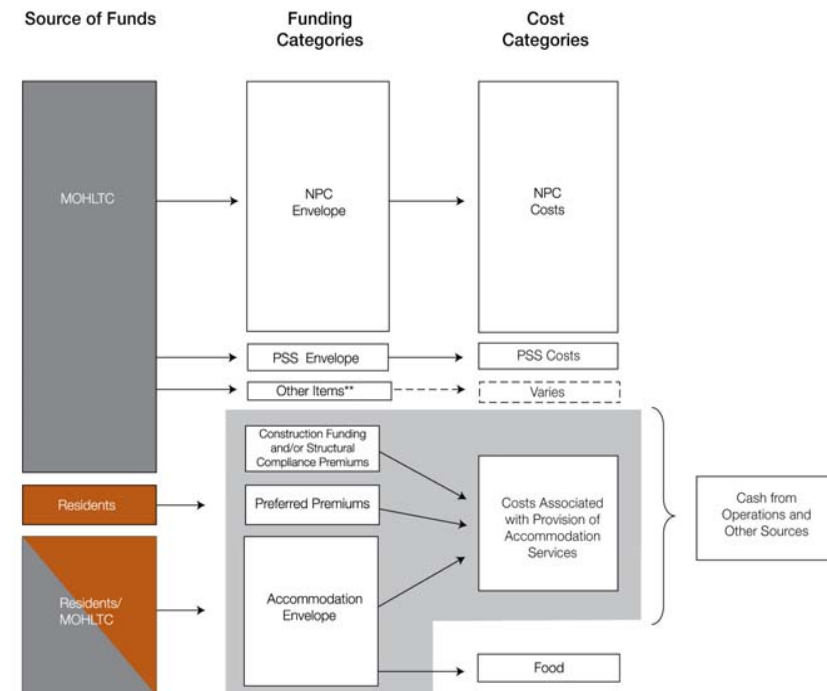 Source of Funds
Funding
Categories
Cost
Categories
MOHLTC
NPC
Envelope
NPC
Costs
PSS Envelope
PSS Costs
Other Items**
Varies
Construction Funding
and/or Structural
Compliance Premiums
Residents
Preferred Premiums
Costs Associated
with Provision of
Accommodation
Services
Cash from
Operations and
Other Sources
Residents/
MOHLTC
Accommodation
Envelope
Food